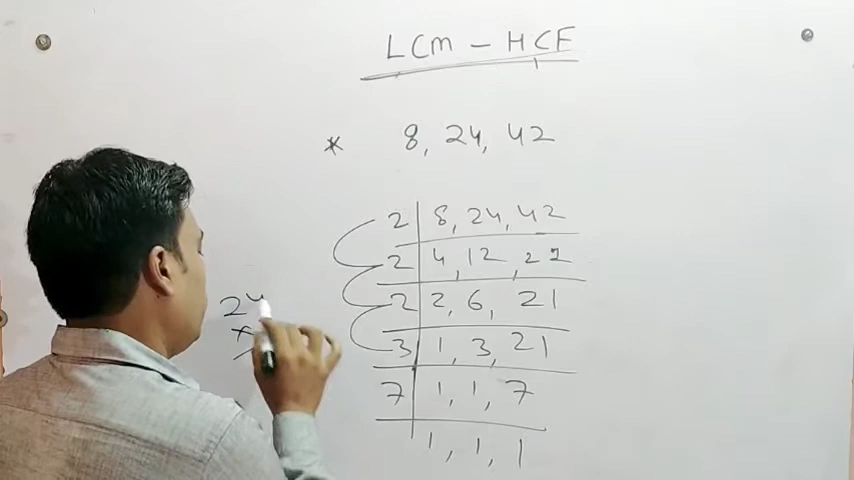 LCM - HCF
* 8, 24, 42
2 | 8, 24, 42
2 | 4, 12, 21
2 | 2, 6, 21
3 | 1, 3, 21
7 | 1, 1, 7
1, 1, 1
24